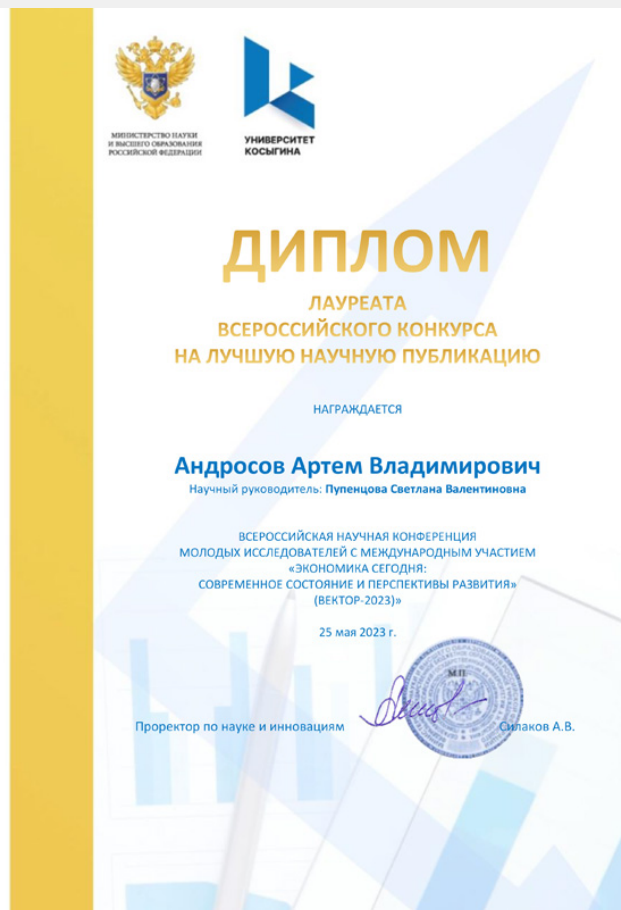 МИНИСТЕРСТВО НАУКИ
И ВЫСШЕГО ОБРАЗОВАНИЯ
РОССИЙСКОЙ ФЕДЕРАЦИИ
УНИВЕРСИТЕТ
КОСЫГИНА
ДИПЛОМ
ЛАУРЕАТА
ВСЕРОССИЙСКОГО КОНКУРСА
НА ЛУЧШУЮ НАУЧНУЮ ПУБЛИКАЦИЮ
НАГРАЖДАЕТСЯ
Андросов Артем Владимирович
Научный руководитель: Пупенцова Светлана Валентиновна
ВСЕРОССИЙСКАЯ НАУЧНАЯ КОНФЕРЕНЦИЯ
МОЛОДЫХ ИССЛЕДОВАТЕЛЕЙ С МЕЖДУНАРОДНЫМ УЧАСТИЕМ
«ЭКОНОМИКА СЕГОДНЯ:
СОВРЕМЕННОЕ СОСТОЯНИЕ И ПЕРСПЕКТИВЫ РАЗВИТИЯ»
(ВЕКТОР-2023)»
25 мая 2023 г.
М.П
Проректор по науке и инновациям
Силаков А.В.